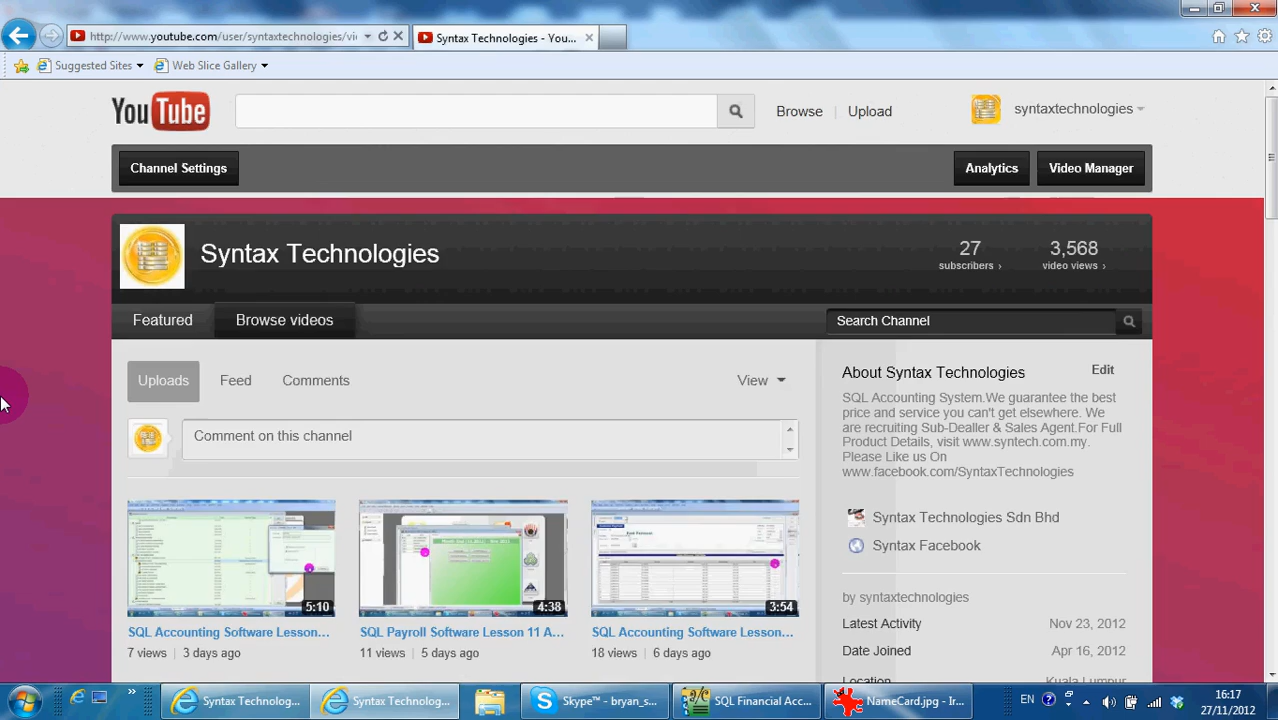 http://www.youtube.com/user/syntaxtechnologies/vi
Syntax Technologies - You...
Suggested Sites
Web Slice Gallery
YouTube
Browse
Upload
syntaxtechnologies
Channel Settings
Analytics
Video Manager
Syntax Technologies
27
subscribers ›
3,568
video views ›
Featured
Browse videos
Search Channel
Uploads
Feed
Comments
View
Comment on this channel
5:10
4:38
3:54
SQL Accounting Software Lesson...
SQL Payroll Software Lesson 11 A...
SQL Accounting Software Lesson...
7 views
3 days ago
11 views
5 days ago
18 views
6 days ago
About Syntax Technologies
Edit
SQL Accounting System.We guarantee the best
price and service you can't get elsewhere. We
are recruiting Sub-Dealler & Sales Agent.For Full
Product Details, visit www.syntech.com.my.
Please Like us On
www.facebook.com/SyntaxTechnologies
Syntax Technologies Sdn Bhd
Syntax Facebook
by syntaxtechnologies
Latest Activity
Nov 23, 2012
Date Joined
Apr 16, 2012
Location
Kuala Lumpur
Syntax Technolog...
Syntax Technolog...
Skype™ - bryan_s...
SQL Financial Acc...
NameCard.jpg - Ir...
EN
16:17
27/11/2012